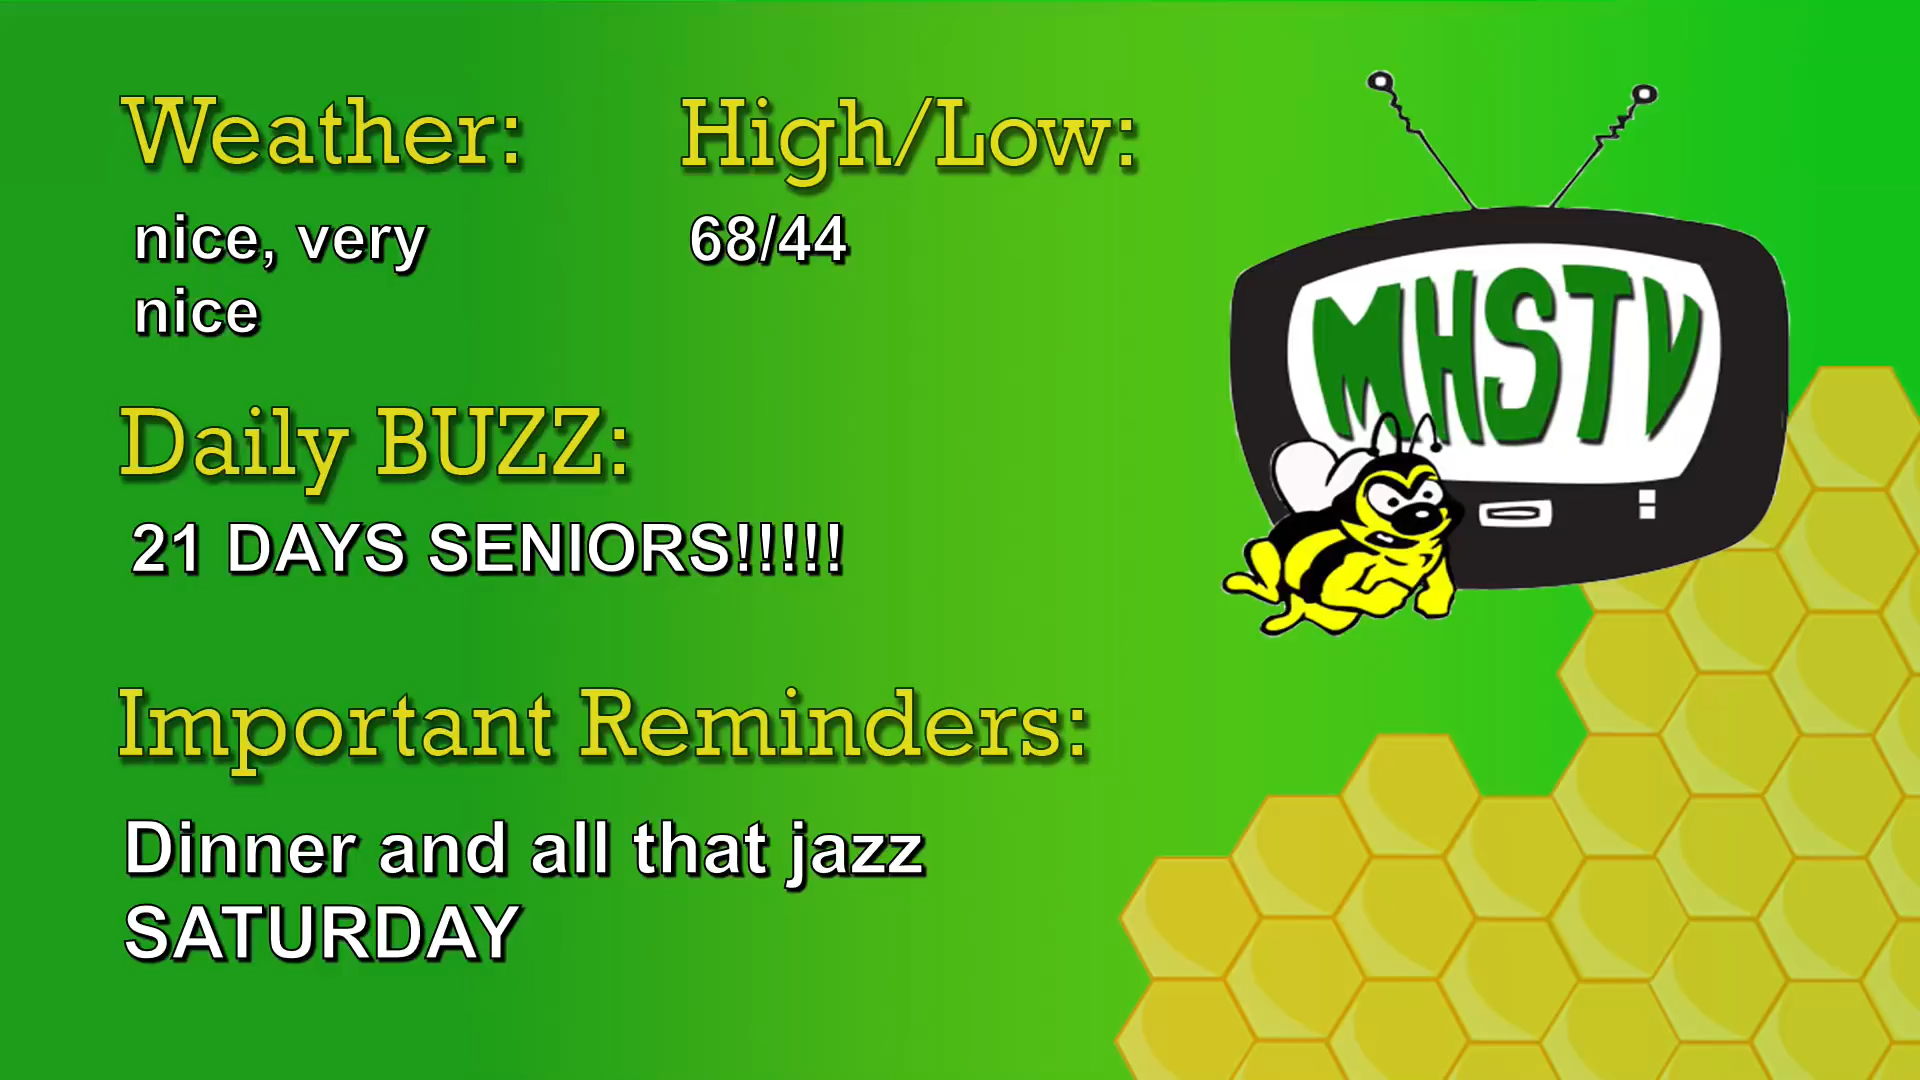 Weather:
nice, very
nice
High/Low:
68/44
MHSTV
Daily BUZZ:
21 DAYS SENIORS!!!!!
Important Reminders:
Dinner and all that jazz
SATURDAY